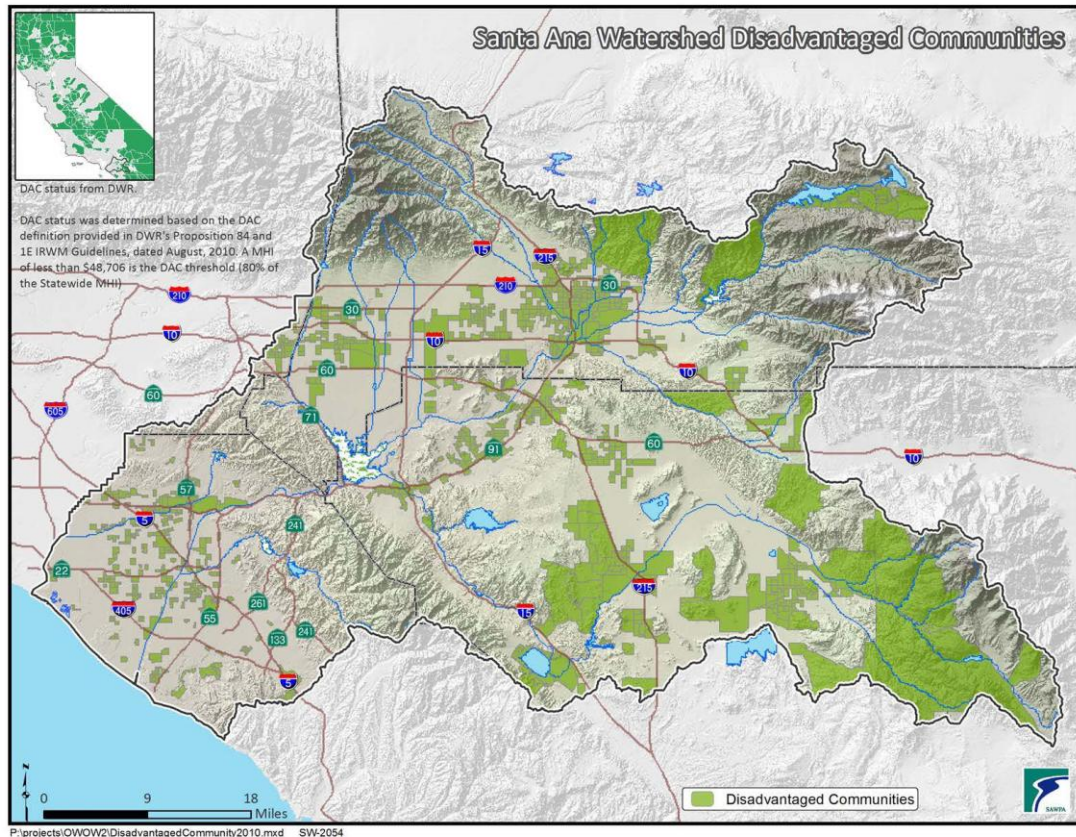 Santa Ana Watershed Disadvantaged Communities
DAC status from DWR.
DAC status was determined based on the DAC
definition provided in DWR's Proposition 84 and
1E IRWM Guidelines, dated August, 2010. A MHI
of less than $48,706 is the DAC threshold (80% of
the Statewide MHI)
15
215
210
30
210
30
10
10
10
60
60
605
71
91
60
10
57
5
241
22
405
55
261
133
241
5
15
215
N
0 9 18
Miles
Disadvantaged Communities
SAWPA
P:\projects\OWOW2\DisadvantagedCommunity2010.mxd SW-2054